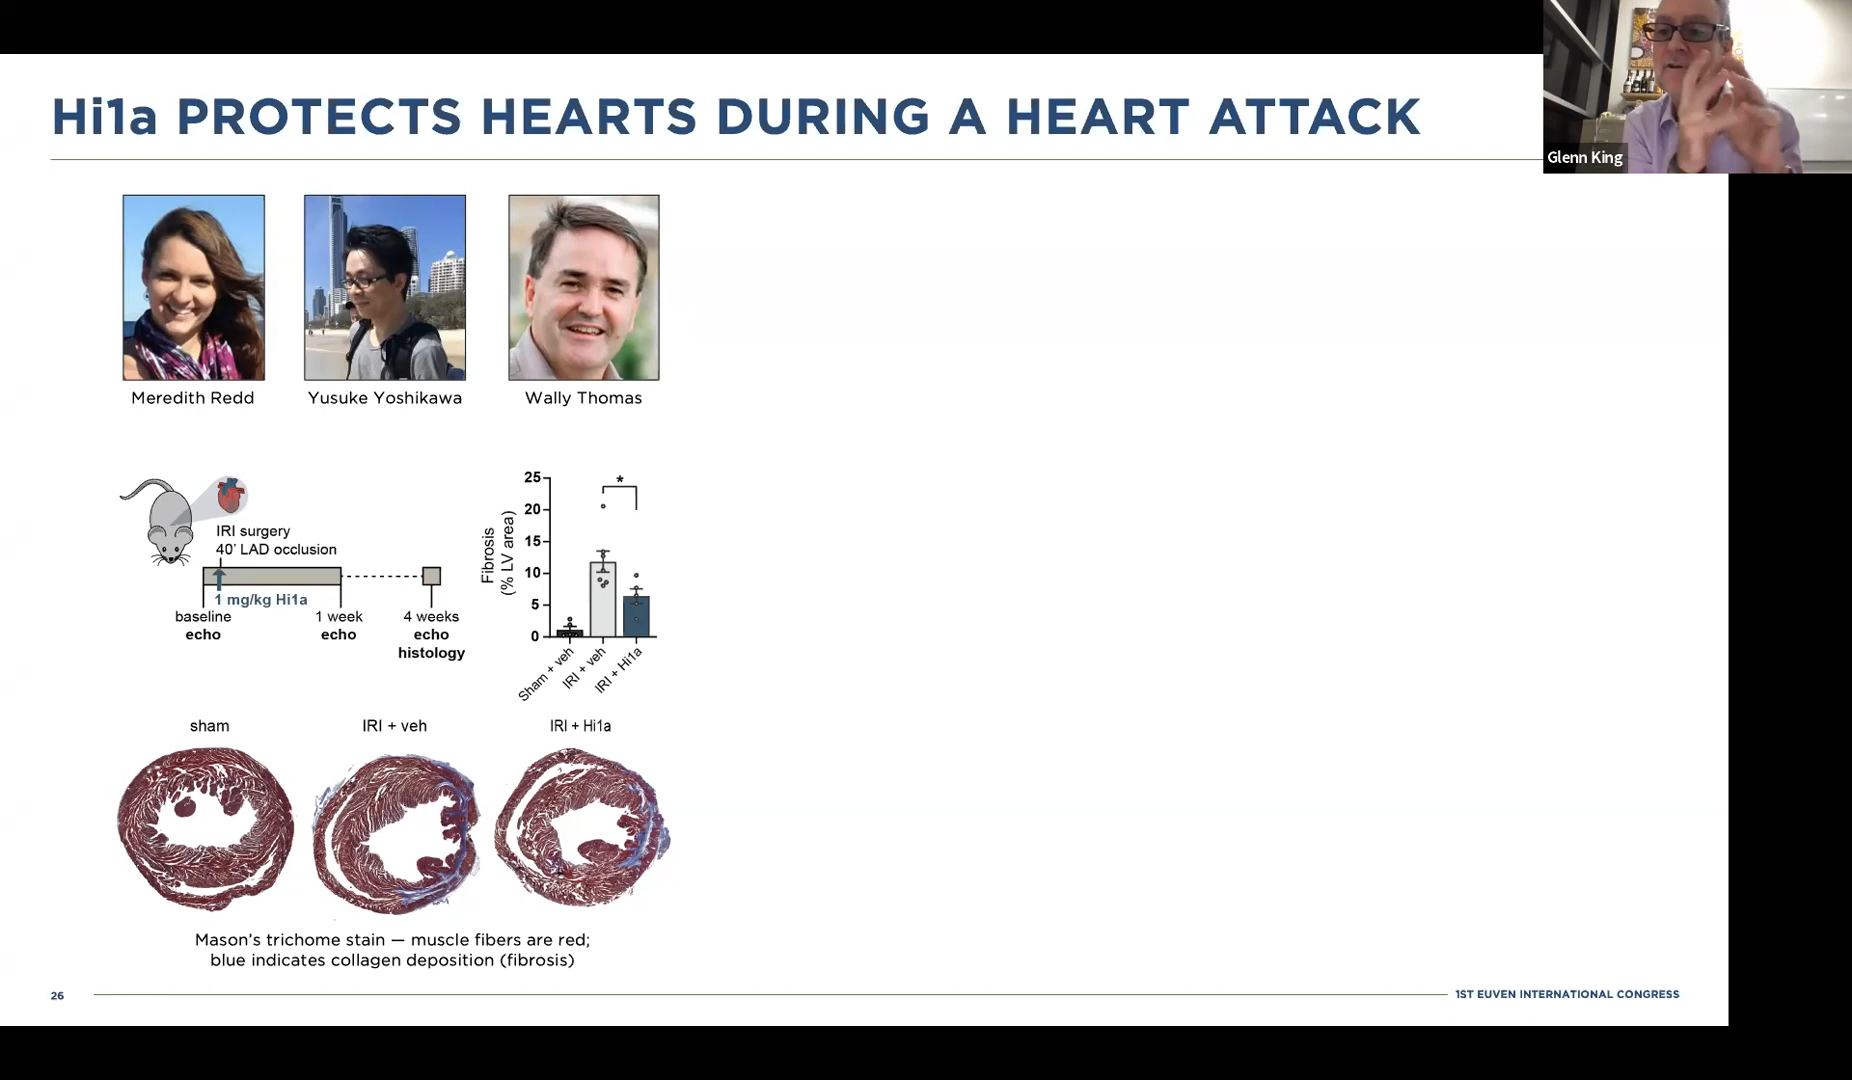 Hi1a PROTECTS HEARTS DURING A HEART ATTACK
Glenn King
Meredith Redd
Yusuke Yoshikawa
Wally Thomas
IRI surgery
40' LAD occlusion
1 mg/kg Hi1a
baseline
echo
1 week
echo
4 weeks
echo
histology
Fibrosis
(% LV area)
25
20
15
10
5
0
*
Sham + veh
IRI + veh
IRI + Hi1a
sham
IRI + veh
IRI + Hi1a
Mason's trichome stain — muscle fibers are red;
blue indicates collagen deposition (fibrosis)
26
1ST EUVEN INTERNATIONAL CONGRESS